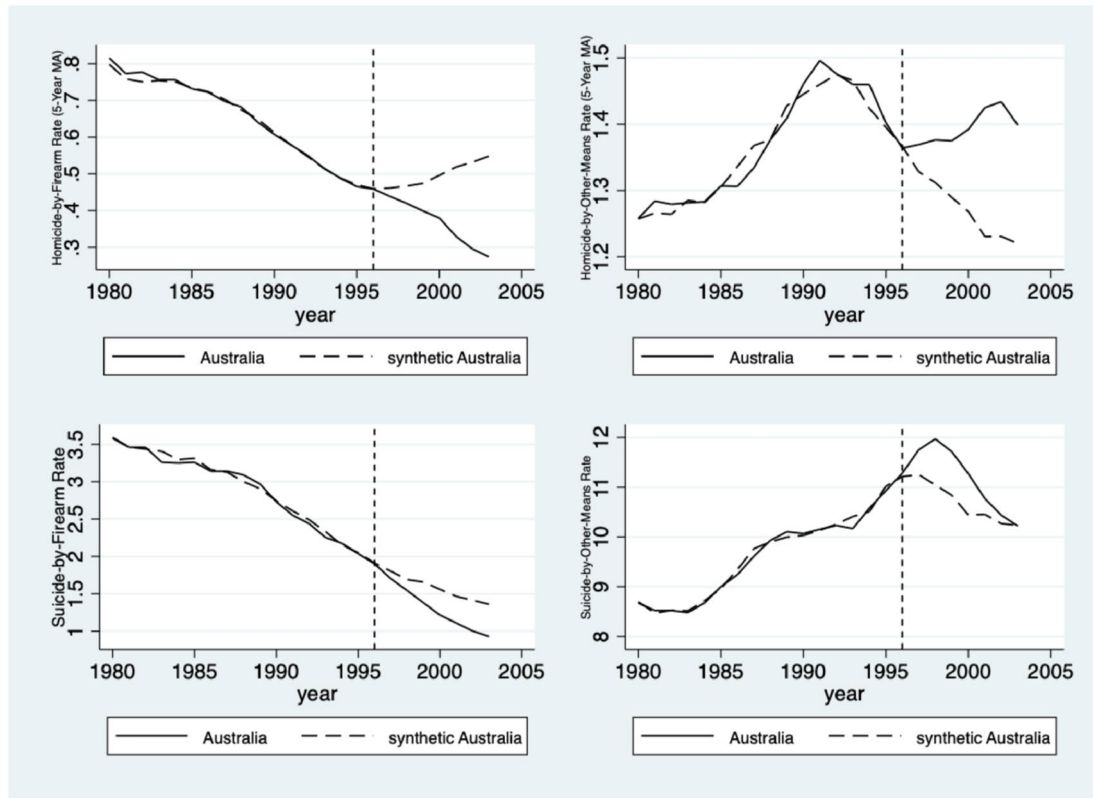 Homicide-by-Firearm Rate (5-Year MA)
.8
.7
.6
.5
.4
.3
1980 1985 1990 1995 2000 2005
year
Australia synthetic Australia
Homicide-by-Other-Means Rate (5-Year MA)
1.5
1.4
1.3
1.2
1980 1985 1990 1995 2000 2005
year
Australia synthetic Australia
Suicide-by-Firearm Rate
3.5
3
2.5
2
1.5
1
1980 1985 1990 1995 2000 2005
year
Australia synthetic Australia
Suicide-by-Other-Means Rate
12
11
10
9
8
1980 1985 1990 1995 2000 2005
year
Australia synthetic Australia